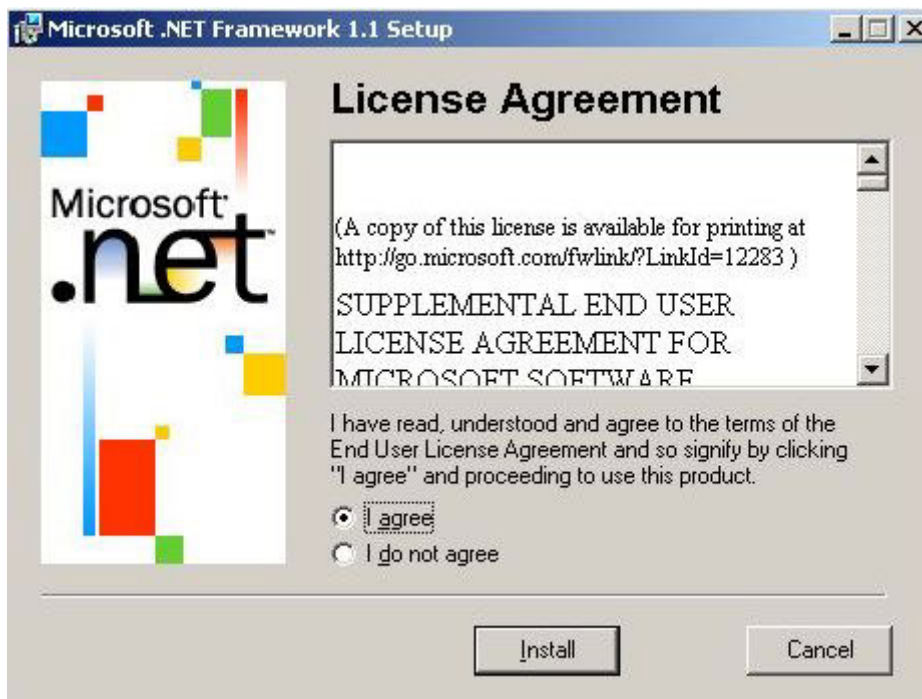 Microsoft .NET Framework 1.1 Setup
Microsoft
.net
License Agreement
(A copy of this license is available for printing at
http://go.microsoft.com/fwlink/?LinkId=12283 )
SUPPLEMENTAL END USER
LICENSE AGREEMENT FOR
MICROSOFT SOFTWARE
I have read, understood and agree to the terms of the
End User License Agreement and so signify by clicking
"I agree" and proceeding to use this product.
I agree
I do not agree
Install
Cancel